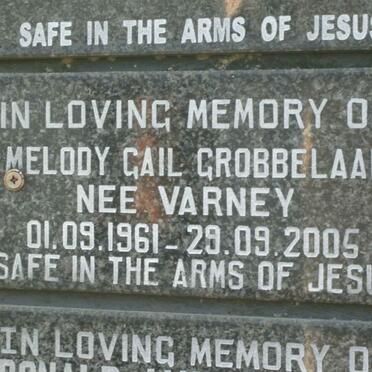 SAFE IN THE ARMS OF JESUS
IN LOVING MEMORY O
MELODY GAIL GROBBELAA
NEE VARNEY
01.09.1961 - 29.09.2005
SAFE IN THE ARMS OF JESU
IN LOVING MEMORY O